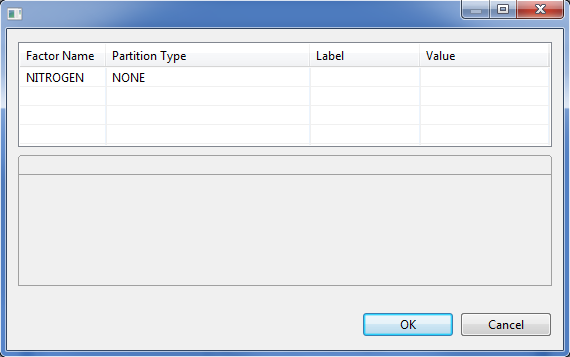 Factor Name Partition Type Label Value
NITROGEN NONE
OK Cancel